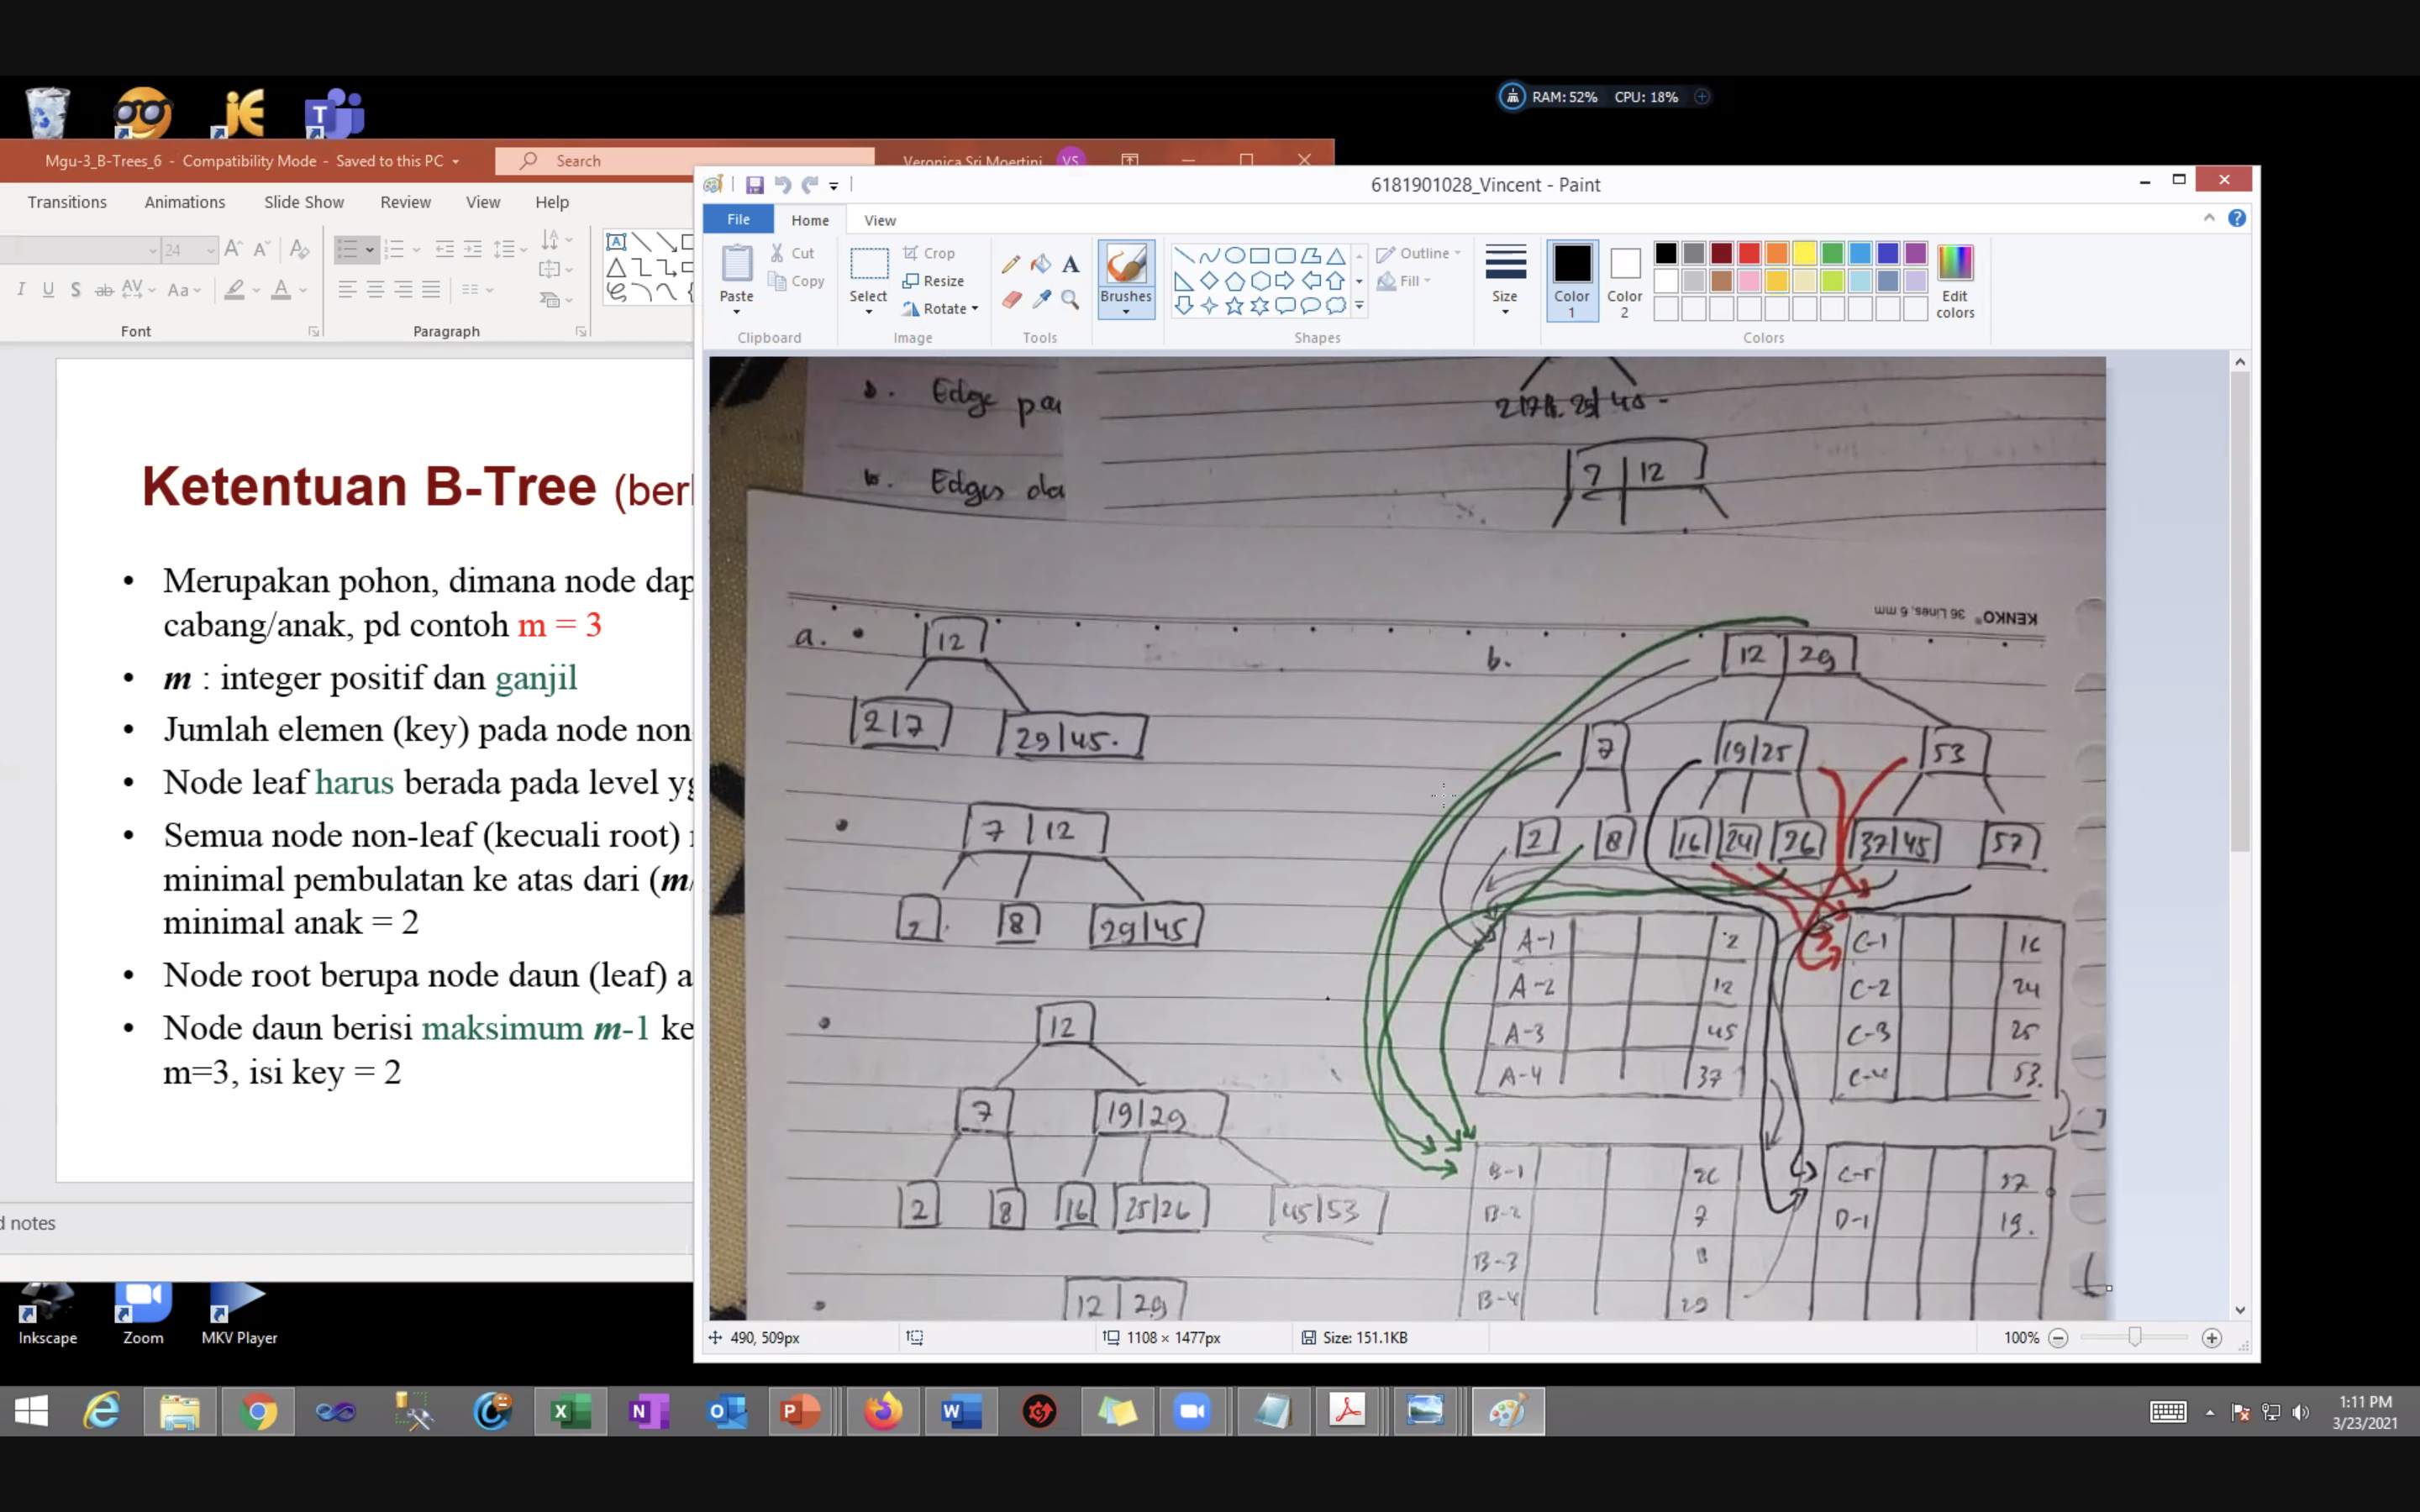 RAM: 52% CPU: 18%
Mgu-3_B-Trees_6 - Compatibility Mode - Saved to this PC
Search
Veronica Sri Moertini
VS
Transitions Animations Slide Show Review View Help
24
Font
Paragraph
6181901028_Vincent - Paint
File Home View
Paste
Cut
Copy
Clipboard
Select
Crop
Resize
Rotate
Image
Tools
Brushes
Shapes
Outline
Fill
Size
Color 1
Color 2
Edit colors
Colors
Ketentuan B-Tree (ber
• Merupakan pohon, dimana node dap
cabang/anak, pd contoh m = 3
• m : integer positif dan ganjil
• Jumlah elemen (key) pada node non
• Node leaf harus berada pada level yg
• Semua node non-leaf (kecuali root)
minimal pembulatan ke atas dari (m/
minimal anak = 2
• Node root berupa node daun (leaf) a
• Node daun berisi maksimum m-1 ke
m=3, isi key = 2
d notes
Edge pa
b. Edges da
7 | 12
KENKO® 36 Lines, 6 mm
a.
12
2|7 29|45
7 | 12
2 8 29|45
12
7 19|29
2 8 16 25|26 45|53
12 | 29
b.
12 | 29
7 19|25 53
2 8 16 24 26 37|45 57
A-1 2
A-2 12
A-3 45
A-4 37
C-1 16
C-2 24
C-3 25
C-4 53.
B-1 26
B-2 7
B-3 8
B-4 29
C-5 57
D-1 19.
490, 509px
1108 × 1477px
Size: 151.1KB
100%
Inkscape
Zoom
MKV Player
1:11 PM
3/23/2021